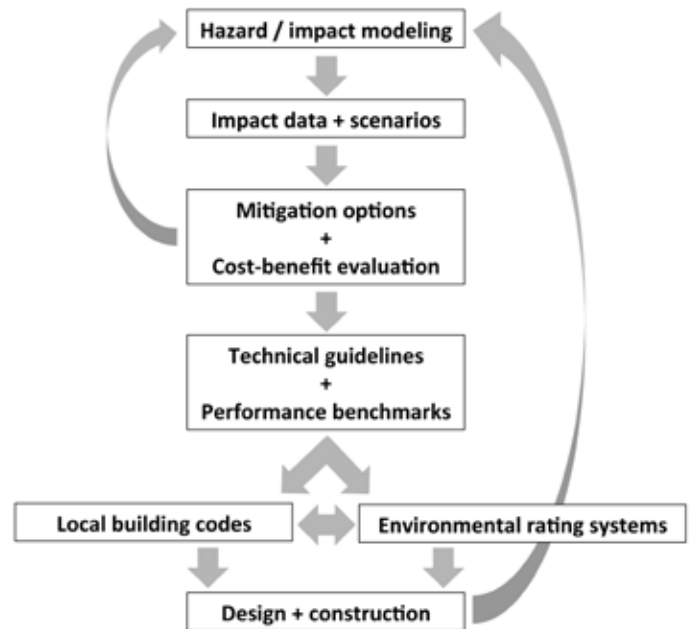 Hazard / impact modeling
Impact data + scenarios
Mitigation options
+
Cost-benefit evaluation
Technical guidelines
+
Performance benchmarks
Local building codes
Environmental rating systems
Design + construction